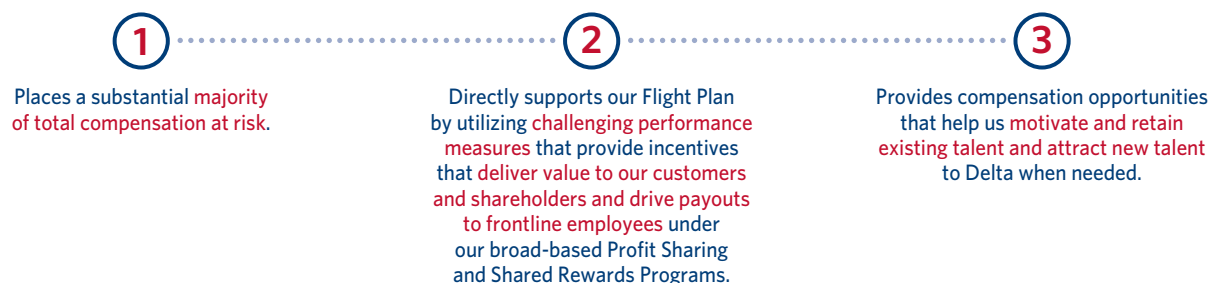 1
Places a substantial majority
of total compensation at risk.
2
Directly supports our Flight Plan
by utilizing challenging performance
measures that provide incentives
that deliver value to our customers
and shareholders and drive payouts
to frontline employees under
our broad-based Profit Sharing
and Shared Rewards Programs.
3
Provides compensation opportunities
that help us motivate and retain
existing talent and attract new talent
to Delta when needed.